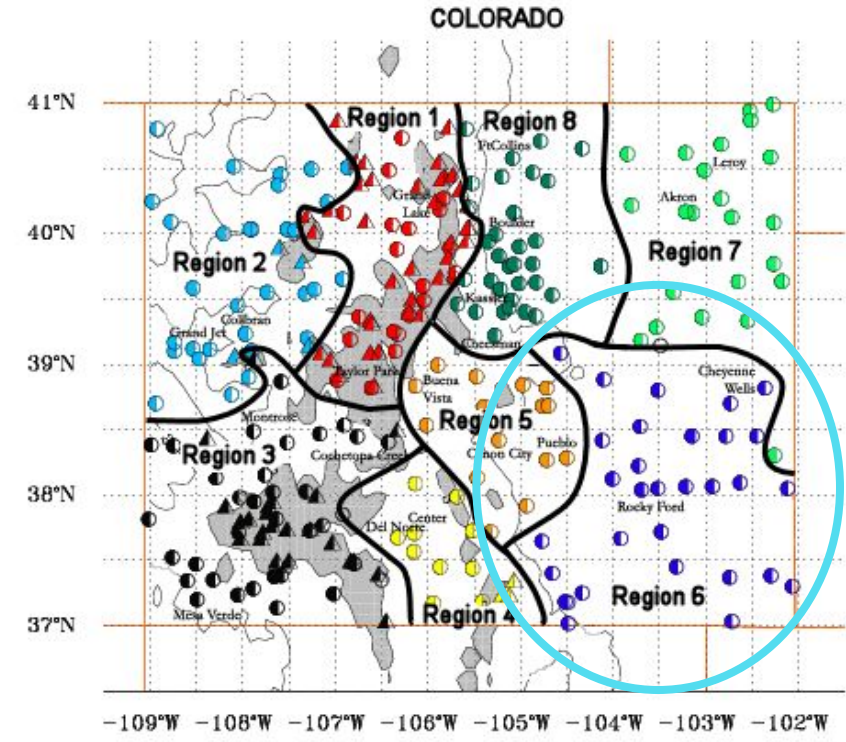 COLORADO
41°N
Region 1
Region 8
FtCollins
Leroy
Grand
Lake
Akron
40°N
Boulder
Region 2
Region 7
Kassler
Collbran
Grand Jct
Cheesman
39°N
Taylor Park
Buena
Vista
Cheyenne
Wells
Montrose
Region 5
Region 3
Cochetopa Creek
Canon City
Pueblo
38°N
Rocky Ford
Del Norte
Center
Region 6
Mesa Verde
Region 4
37°N
-109°W -108°W -107°W -106°W -105°W -104°W -103°W -102°W